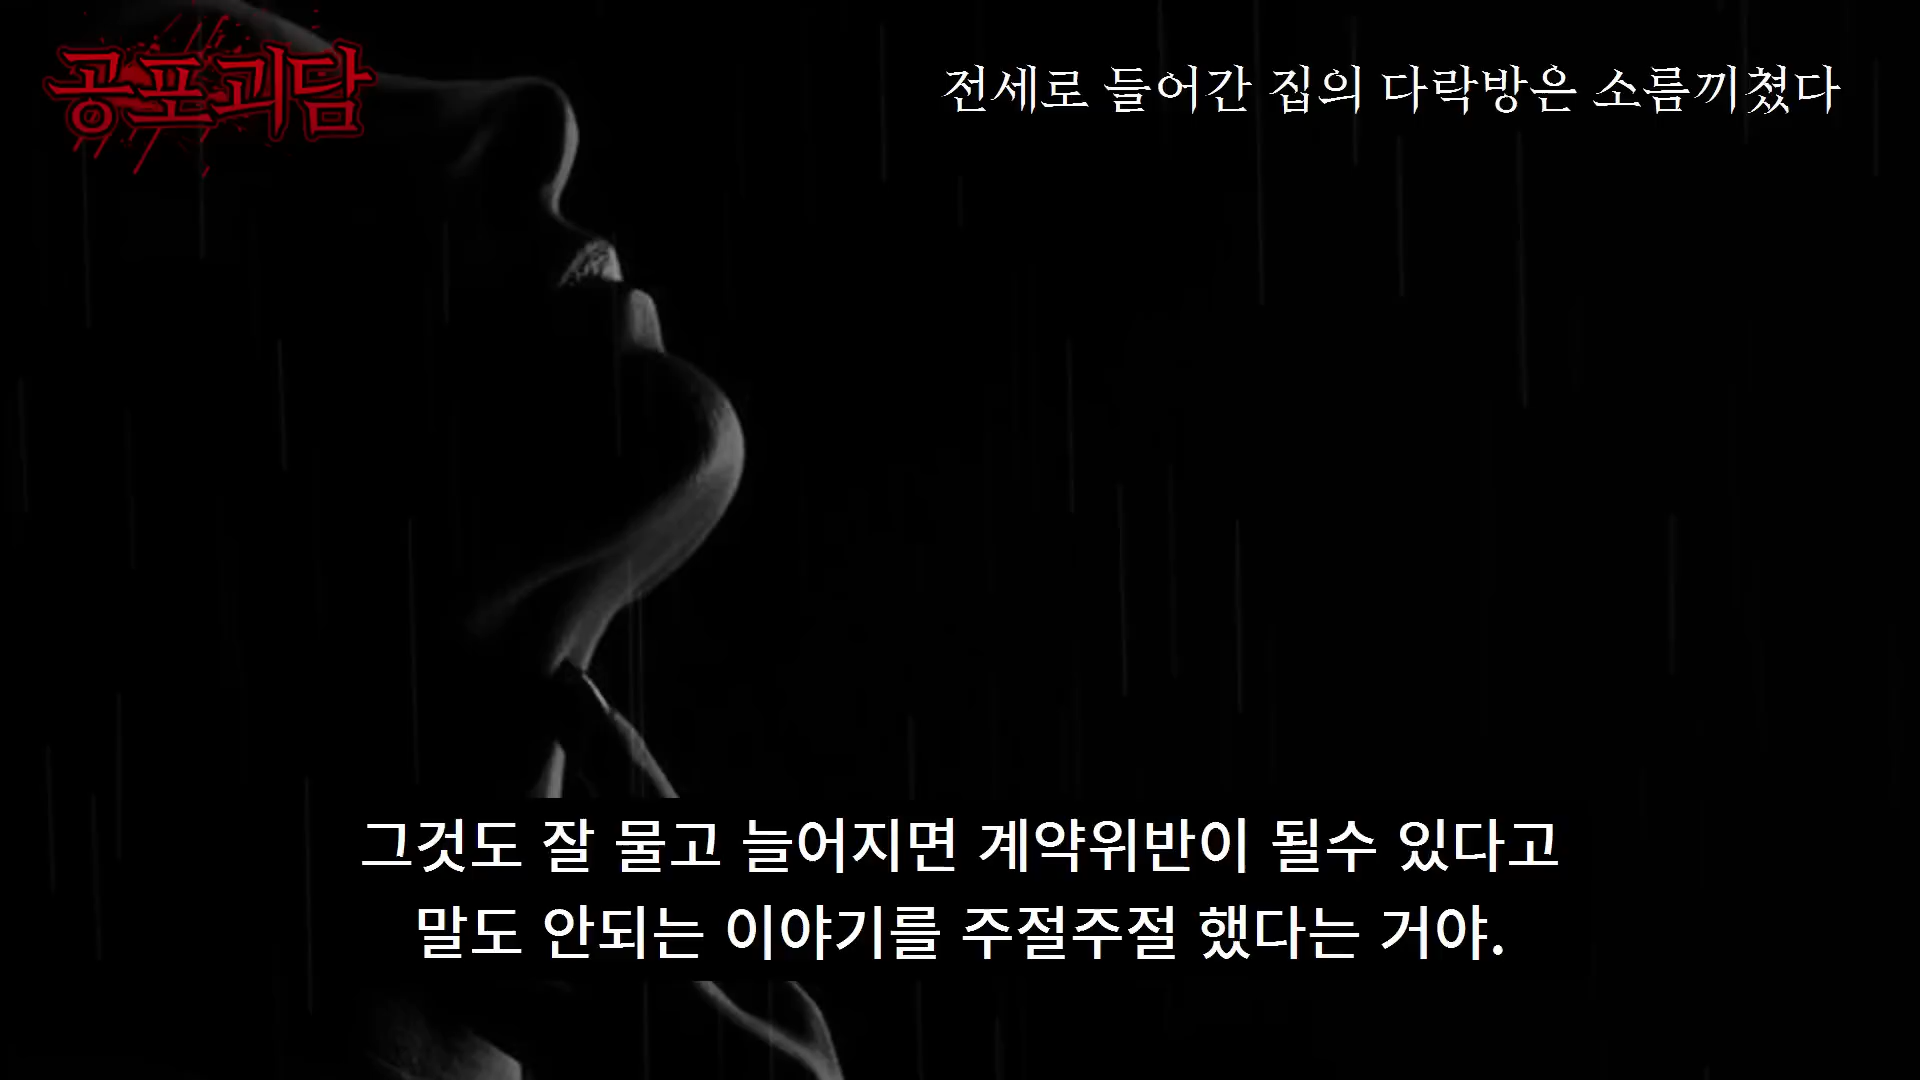 공포괴담
전세로 들어간 집의 다락방은 소름끼쳤다
그것도 잘 물고 늘어지면 계약위반이 될수 있다고
말도 안되는 이야기를 주절주절 했다는 거야.